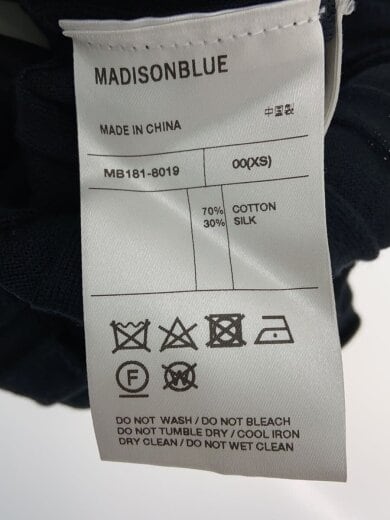 MADISONBLUE
中国製
MADE IN CHINA
MB181-8019 00(XS)
70% COTTON
30% SILK
F W
DO NOT WASH / DO NOT BLEACH
DO NOT TUMBLE DRY / COOL IRON
DRY CLEAN / DO NOT WET CLEAN